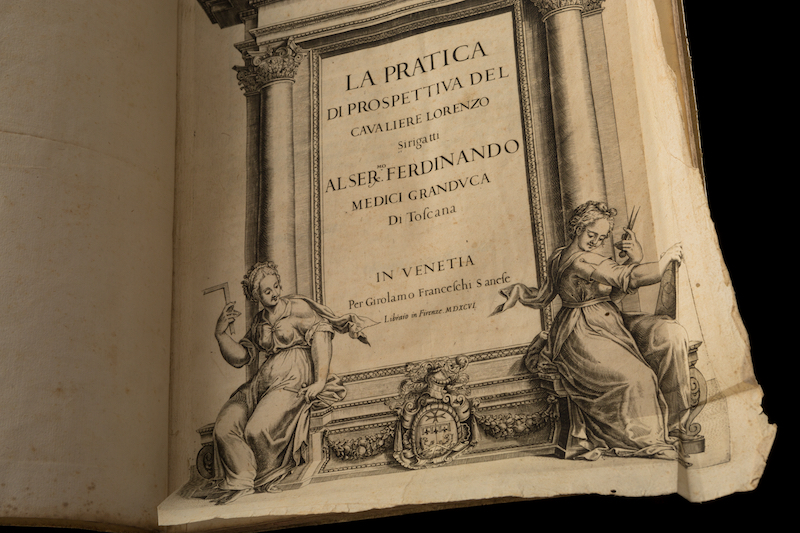 LA PRATICA
DI PROSPETTIVA DEL
CAVALIERE LORENZO
Sirigatti
AL SER.mo FERDINANDO
MEDICI GRANDVCA
Di Toscana
IN VENETIA
Per Girolamo Franceschi Sanese
Libraio in Firenze. MDXCVI.